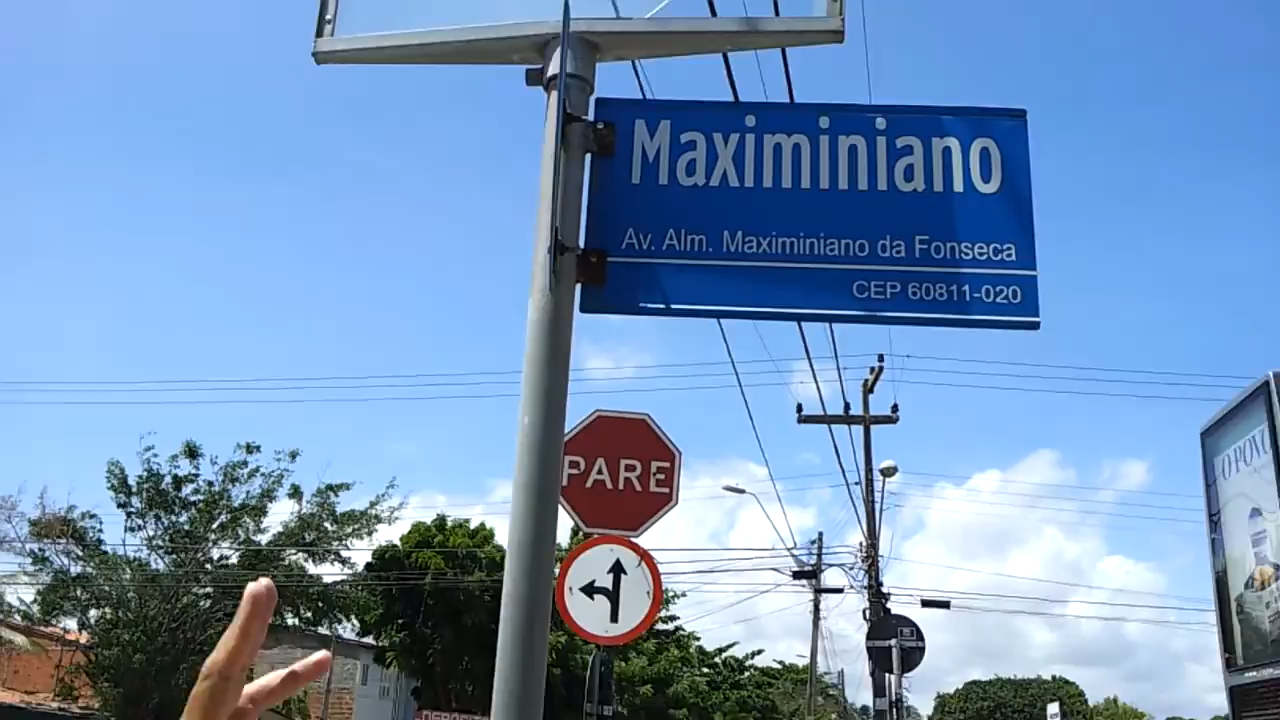 Maximiniano
Av. Alm. Maximiniano da Fonseca
CEP 60811-020
PARE
O POVO